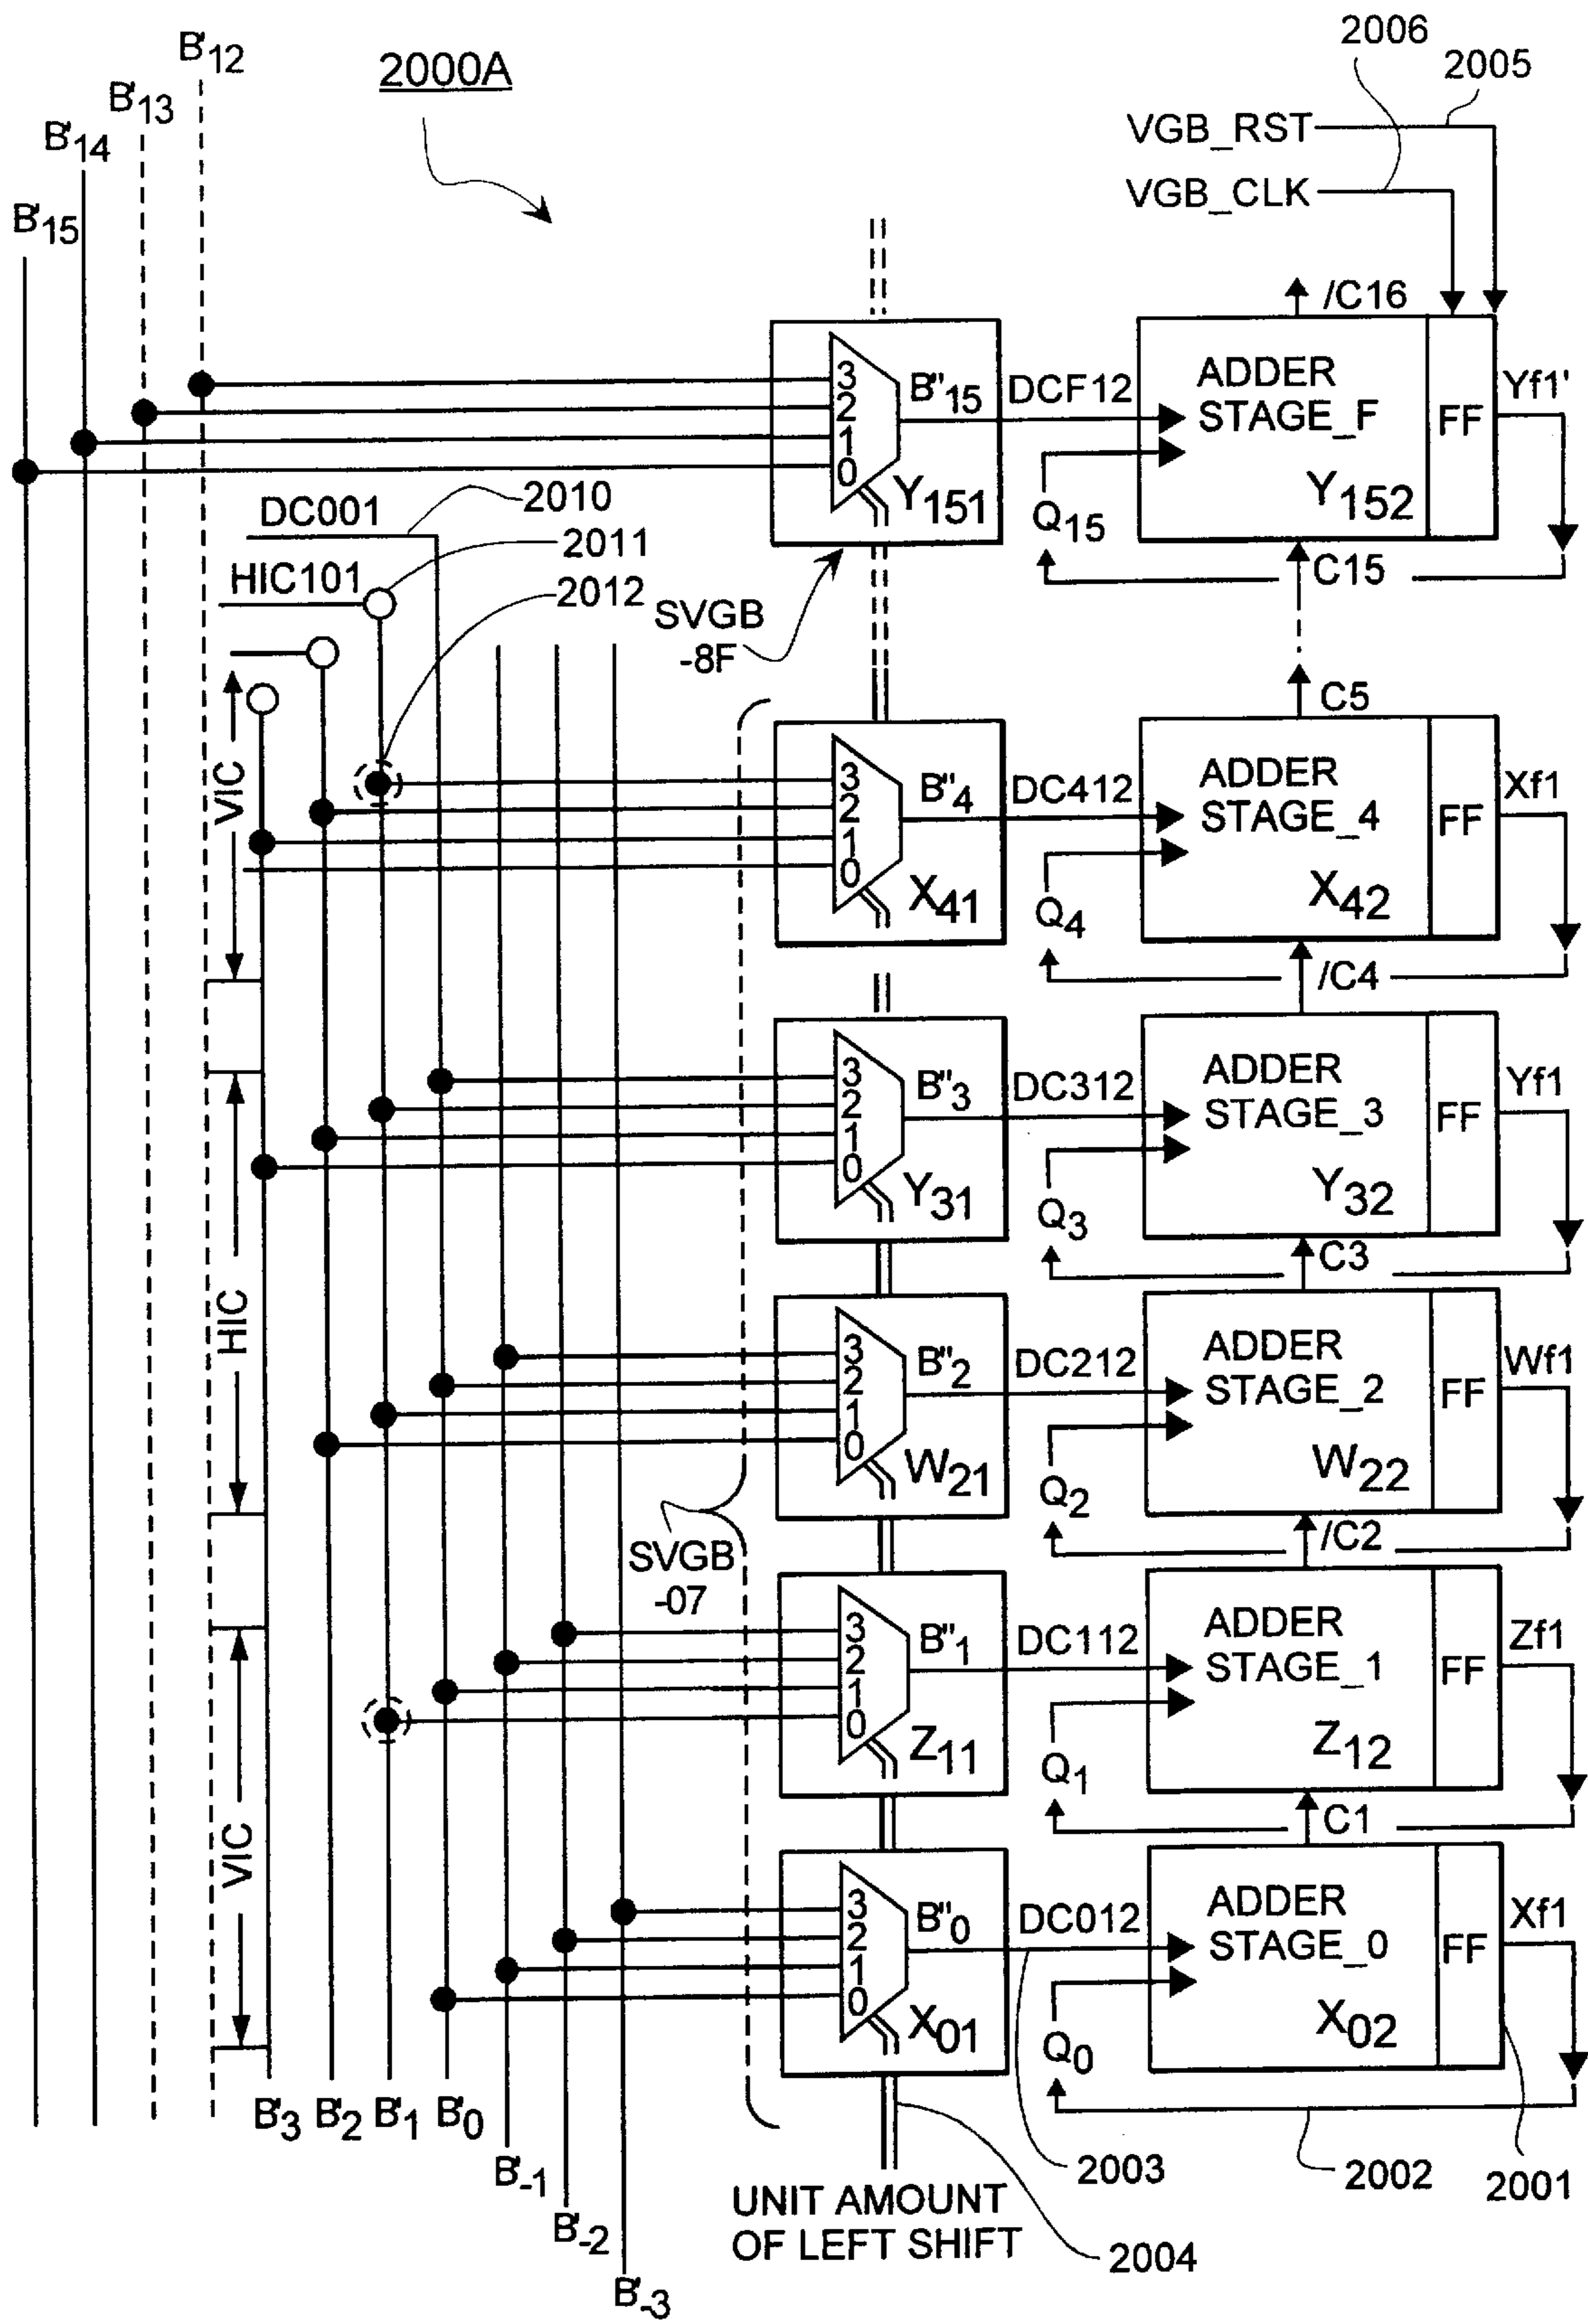 2000A
B'12
B'13
B'14
B'15
2006
2005
VGB_RST
VGB_CLK
/C16
3
2
1
0
B"15
Y151
DCF12
ADDER
STAGE_F
Y152
FF
Yf1'
Q15
C15
DC001
2010
HIC101
2011
2012
SVGB
-8F
C5
VIC
3
2
1
0
B"4
X41
DC412
ADDER
STAGE_4
X42
FF
Xf1
Q4
/C4
HIC
3
2
1
0
B"3
Y31
DC312
ADDER
STAGE_3
Y32
FF
Yf1
Q3
C3
3
2
1
0
B"2
W21
DC212
ADDER
STAGE_2
W22
FF
Wf1
Q2
/C2
SVGB
-07
3
2
1
0
B"1
Z11
DC112
ADDER
STAGE_1
Z12
FF
Zf1
Q1
C1
VIC
3
2
1
0
B"0
X01
DC012
ADDER
STAGE_0
X02
FF
Xf1
Q0
B'3
B'2
B'1
B'0
B'-1
B'-2
B'-3
UNIT AMOUNT
OF LEFT SHIFT
2004
2003
2002
2001